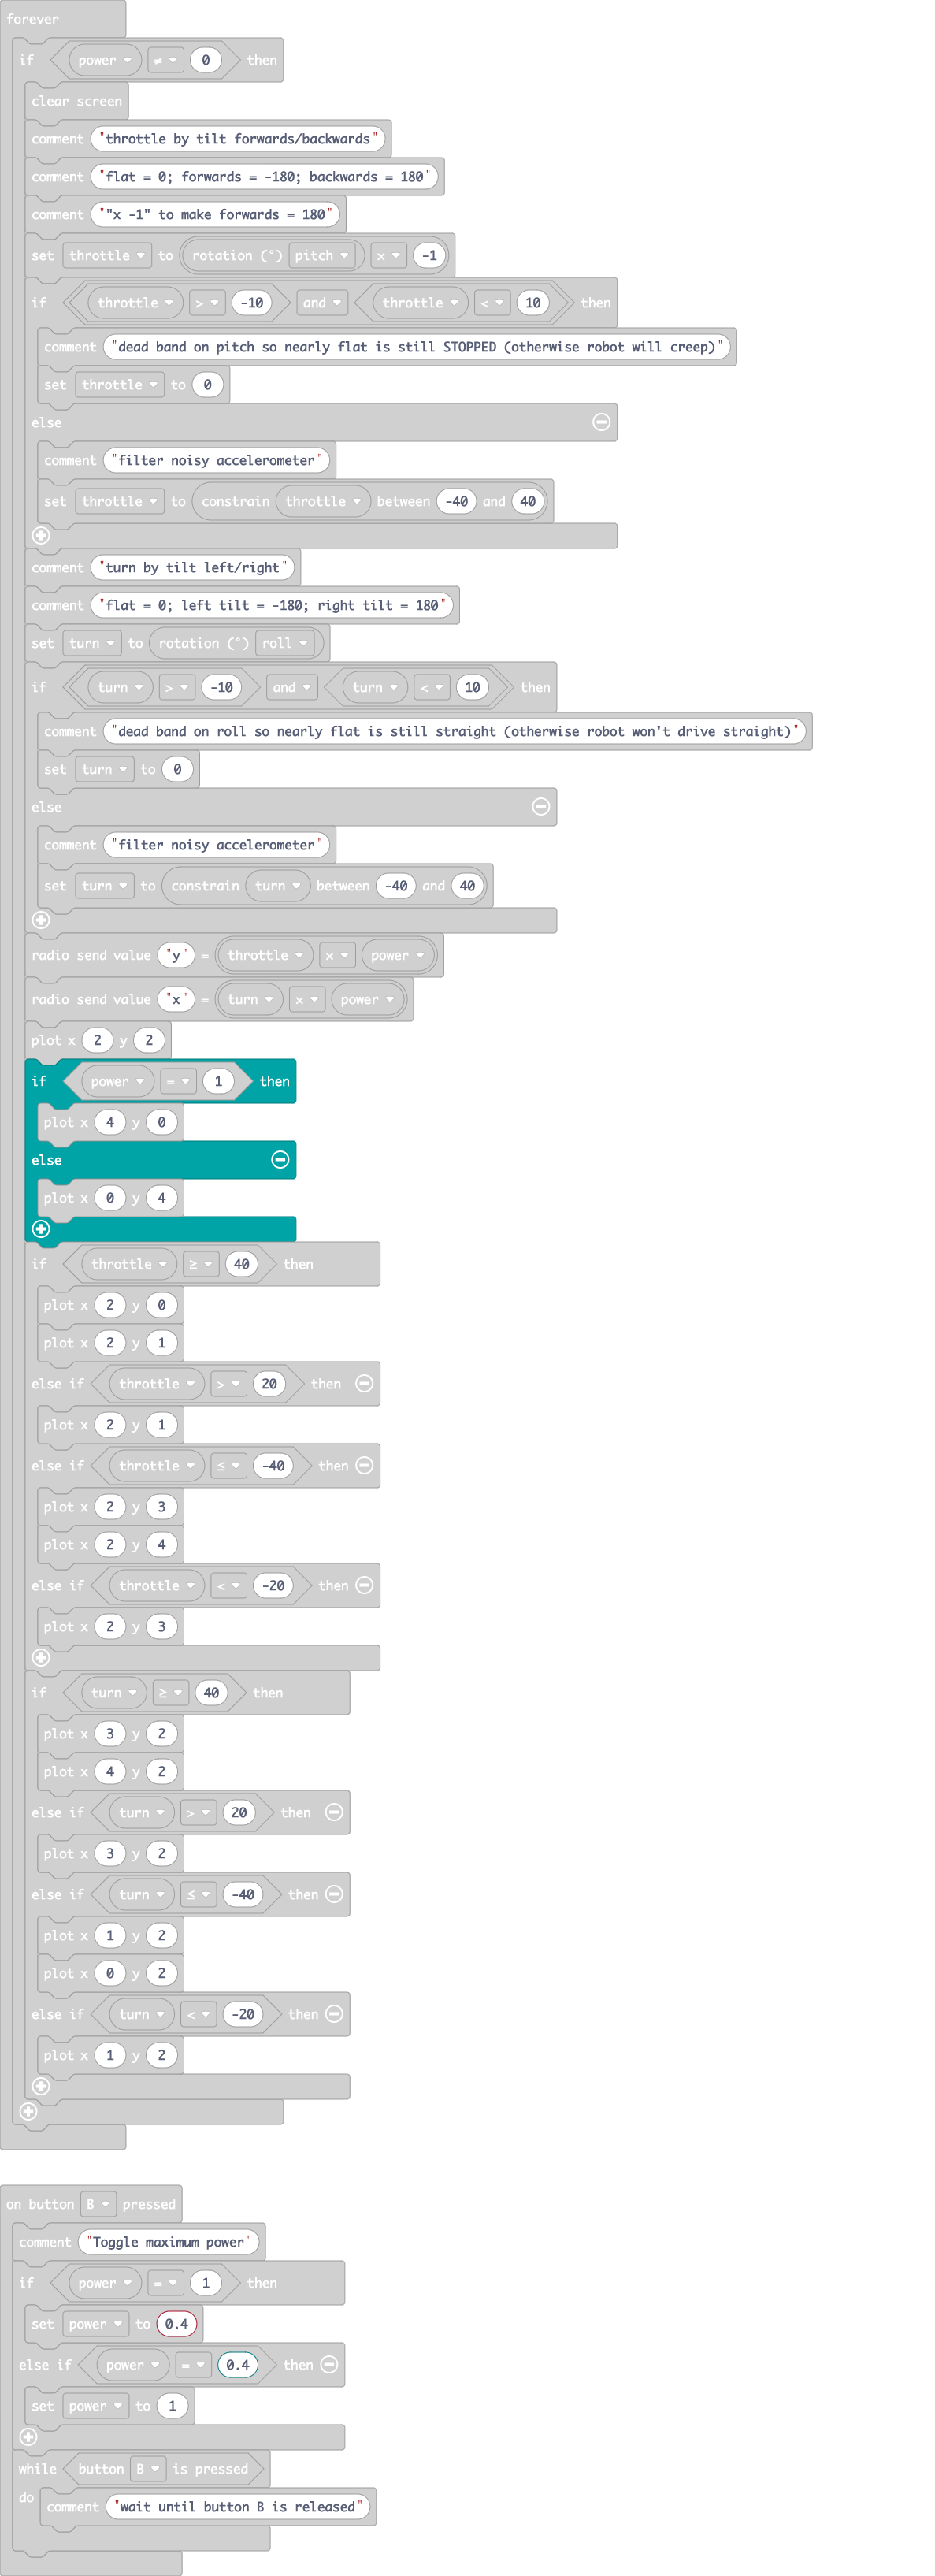 forever
if power ≠ 0 then
clear screen
comment "throttle by tilt forwards/backwards"
comment "flat = 0; forwards = -180; backwards = 180"
comment ""x -1" to make forwards = 180"
set throttle to rotation (°) pitch x -1
if throttle > -10 and throttle < 10 then
comment "dead band on pitch so nearly flat is still STOPPED (otherwise robot will creep)"
set throttle to 0
else
comment "filter noisy accelerometer"
set throttle to constrain throttle between -40 and 40
comment "turn by tilt left/right"
comment "flat = 0; left tilt = -180; right tilt = 180"
set turn to rotation (°) roll
if turn > -10 and turn < 10 then
comment "dead band on roll so nearly flat is still straight (otherwise robot won't drive straight)"
set turn to 0
else
comment "filter noisy accelerometer"
set turn to constrain turn between -40 and 40
radio send value "y" = throttle x power
radio send value "x" = turn x power
plot x 2 y 2
if power = 1 then
plot x 4 y 0
else
plot x 0 y 4
if throttle ≥ 40 then
plot x 2 y 0
plot x 2 y 1
else if throttle > 20 then
plot x 2 y 1
else if throttle ≤ -40 then
plot x 2 y 3
plot x 2 y 4
else if throttle < -20 then
plot x 2 y 3
if turn ≥ 40 then
plot x 3 y 2
plot x 4 y 2
else if turn > 20 then
plot x 3 y 2
else if turn ≤ -40 then
plot x 1 y 2
plot x 0 y 2
else if turn < -20 then
plot x 1 y 2
on button B pressed
comment "Toggle maximum power"
if power = 1 then
set power to 0.4
else if power = 0.4 then
set power to 1
while button B is pressed
do comment "wait until button B is released"